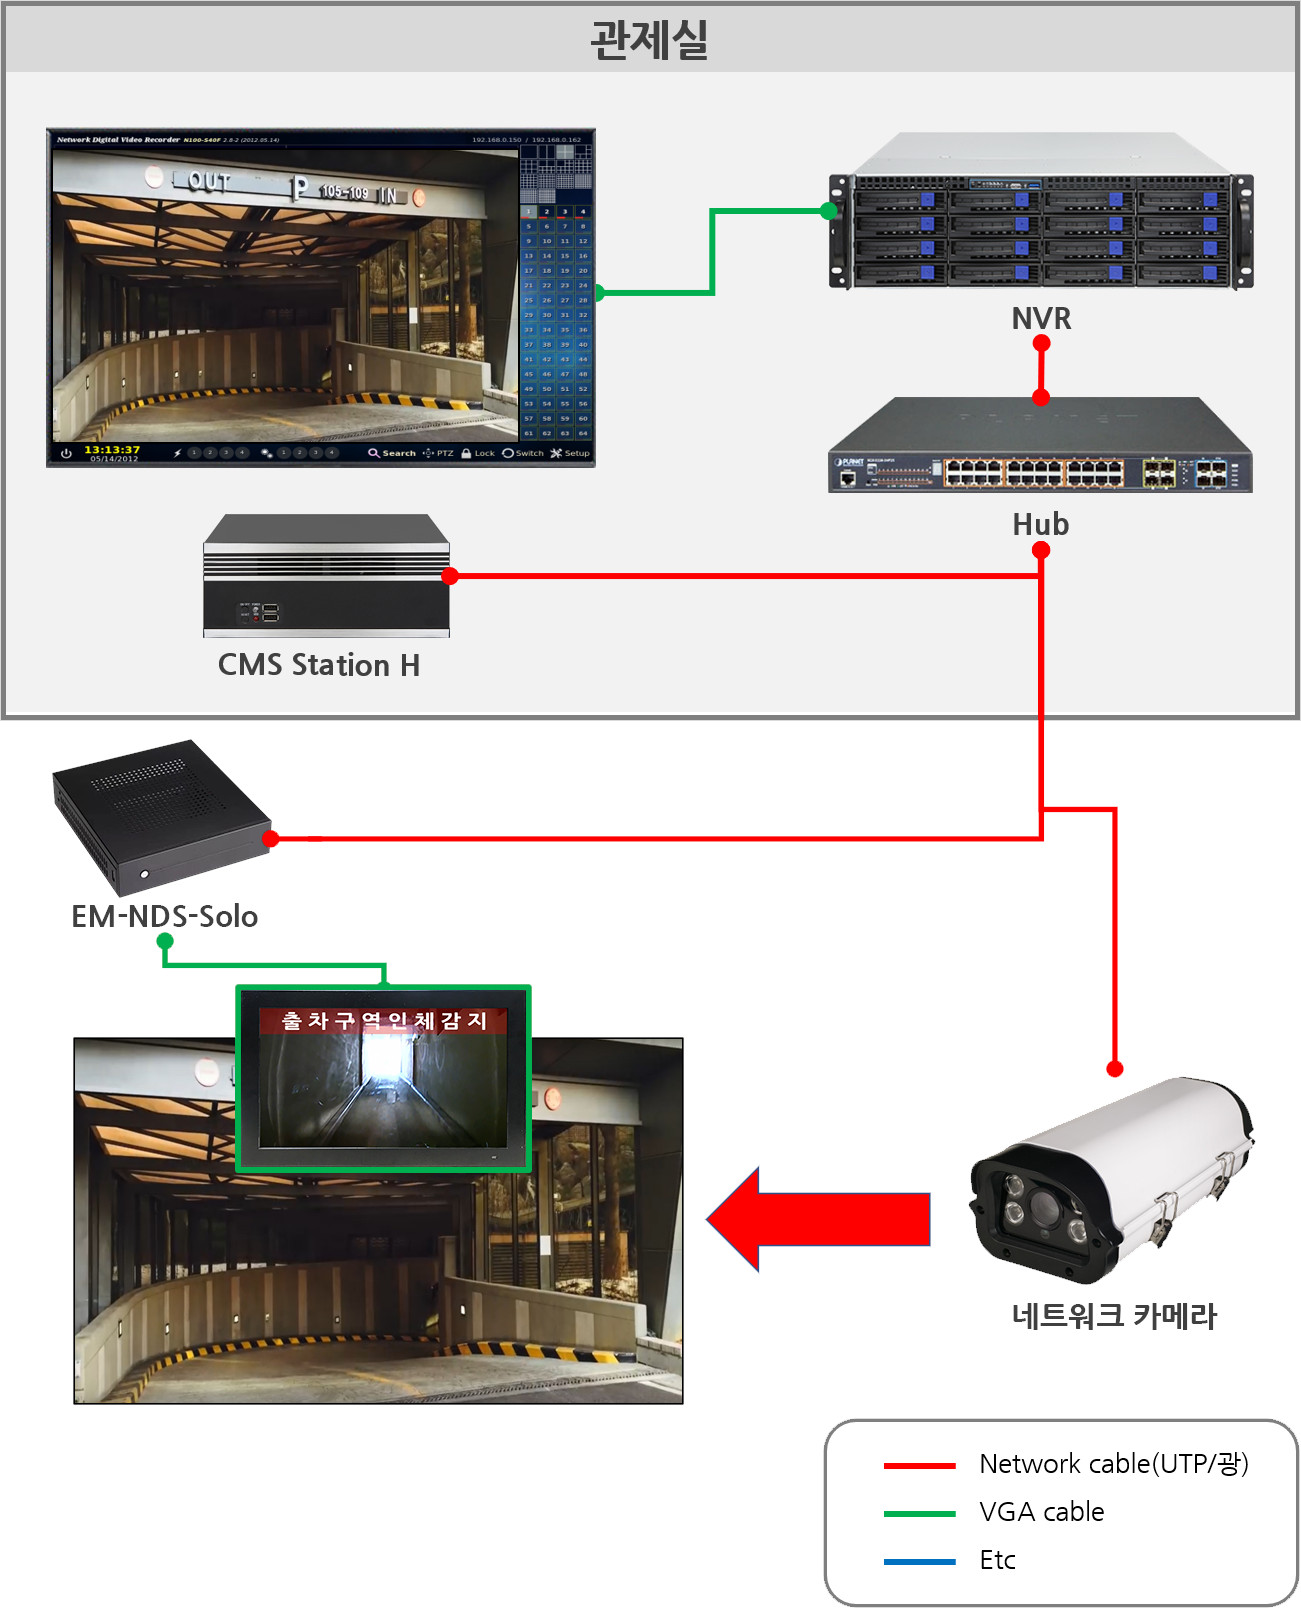 관제실
Network Digital Video Recorder N100-S40F 2.8-2 (2012.05.14) 192.168.0.150 / 192.168.0.162
OUT P 105-109 IN
1 2 3 4
5 6 7 8
9 10 11 12
13 14 15 16
17 18 19 20
21 22 23 24
25 26 27 28
29 30 31 32
33 34 35 36
37 38 39 40
41 42 43 44
45 46 47 48
49 50 51 52
53 54 55 56
57 58 59 60
61 62 63 64
13:13:37 1 2 3 4 1 2 3 4 Search PTZ Lock Switch Setup
05/14/2012
NVR
PLANET
Hub
CMS Station H
EM-NDS-Solo
출차구역인체감지
네트워크 카메라
Network cable(UTP/광)
VGA cable
Etc